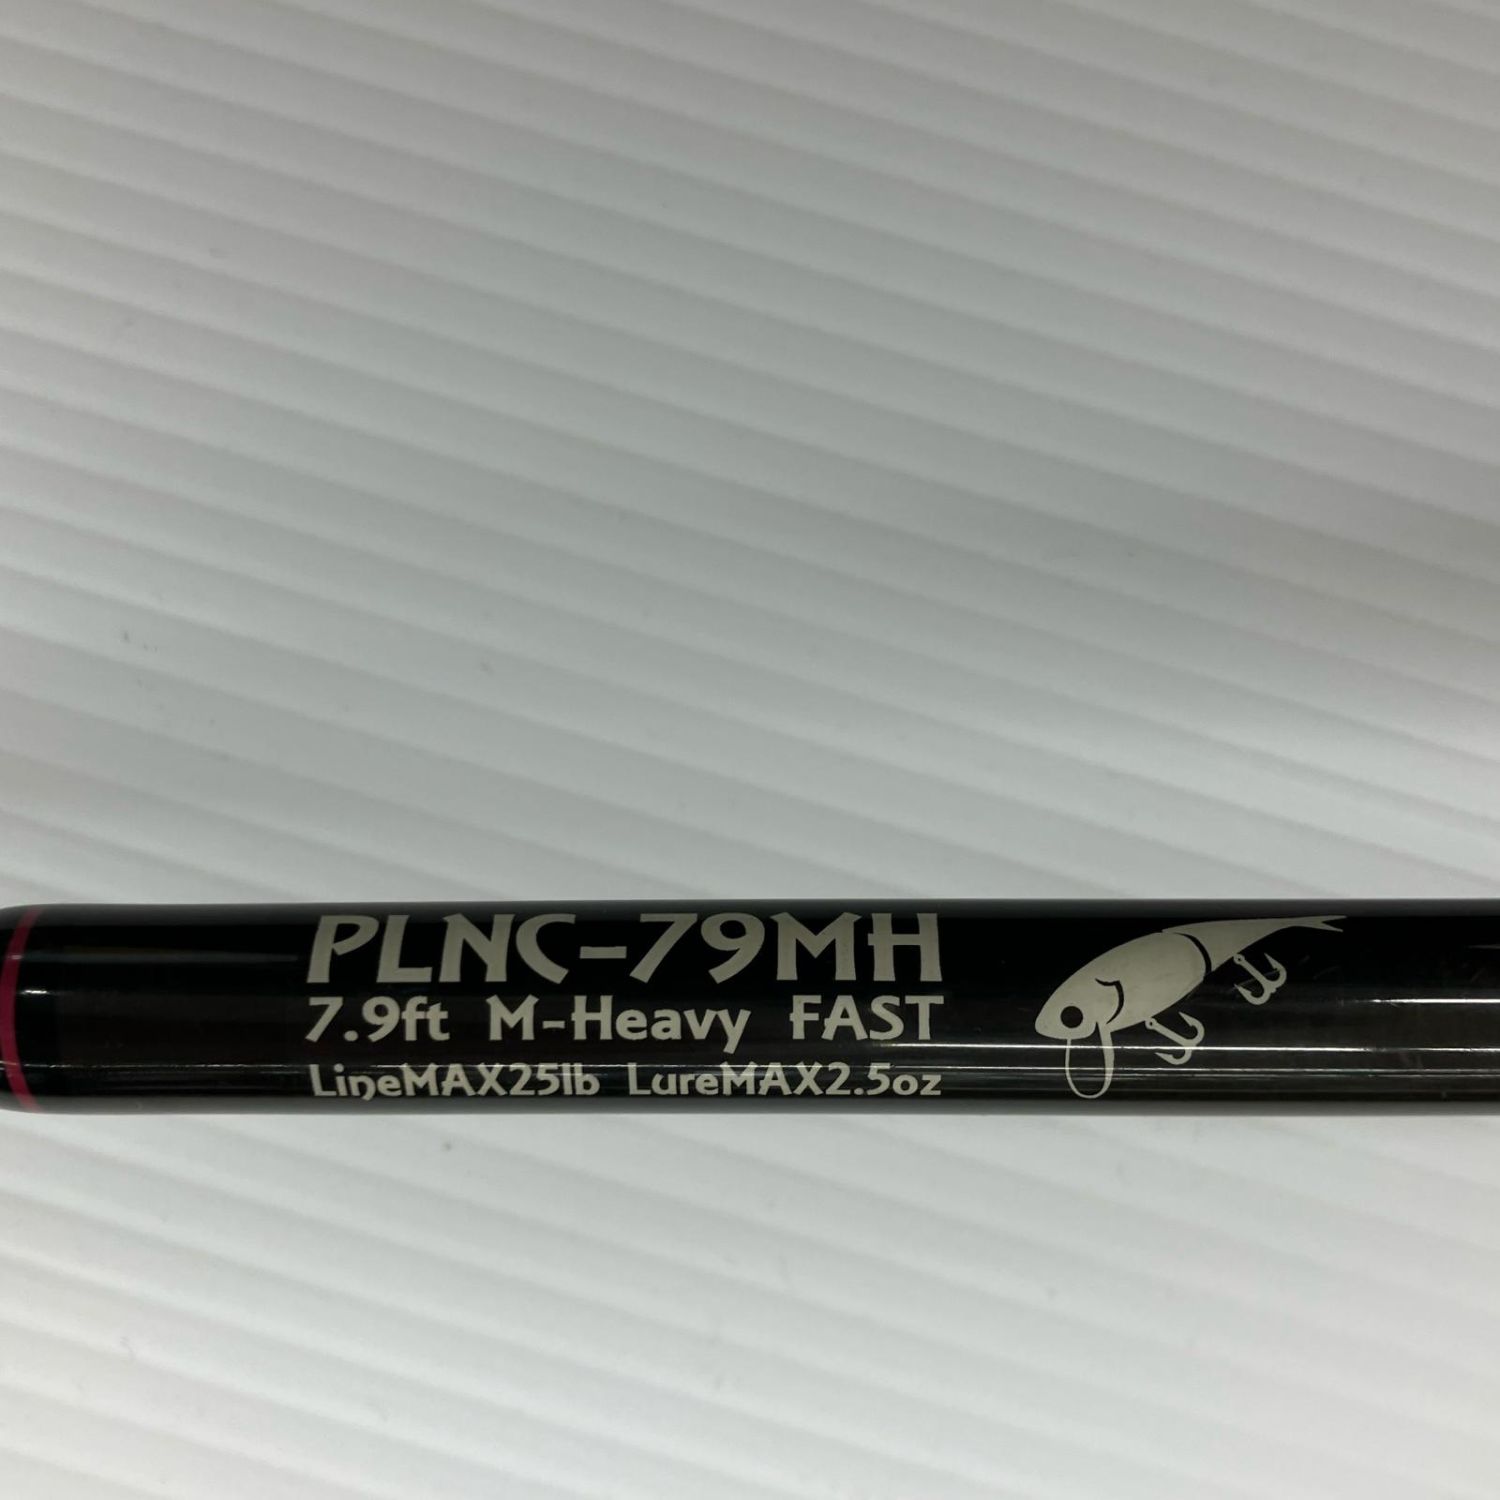 PLNC-79MH
7.9ft M-Heavy FAST
LineMAX25lb LureMAX2.5oz